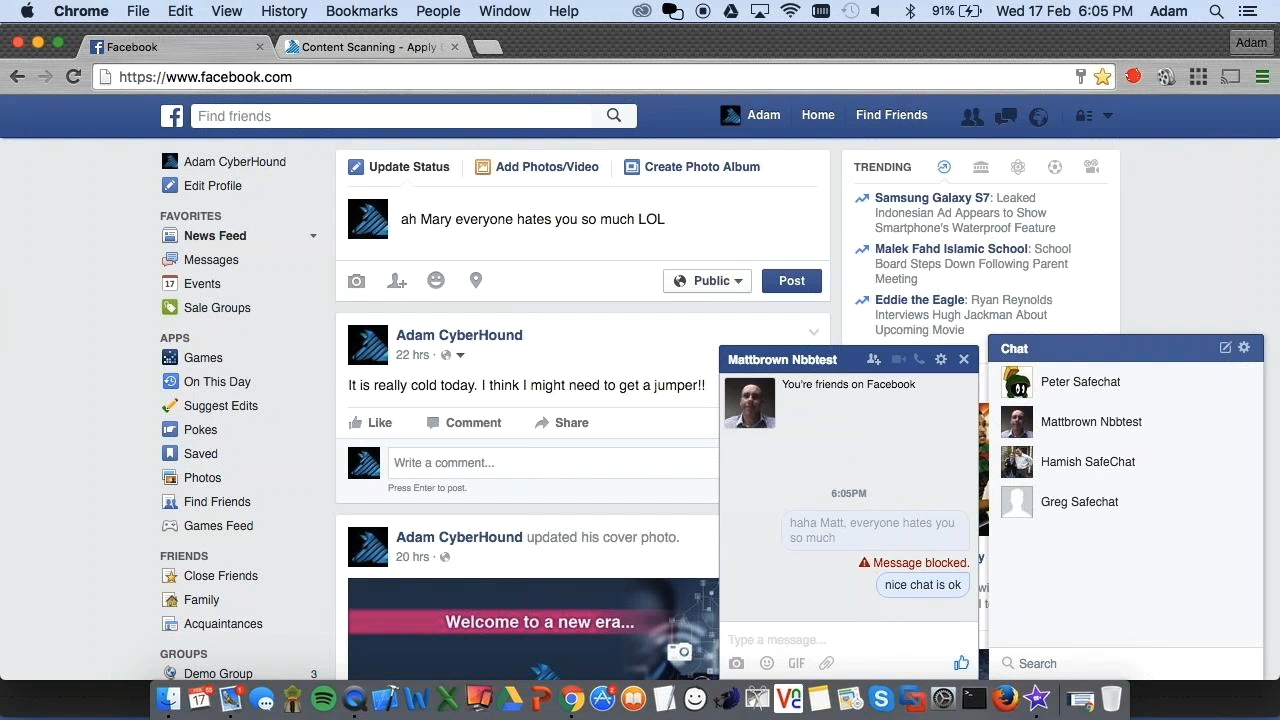 Chrome File Edit View History Bookmarks People Window Help 91% Wed 17 Feb 6:05 PM Adam
Facebook
Content Scanning - Apply
Adam
https://www.facebook.com
Find friends
Adam Home Find Friends
Adam CyberHound
Edit Profile
FAVORITES
News Feed
Messages
17 Events
Sale Groups
APPS
Games
On This Day
Suggest Edits
Pokes
Saved
Photos
Find Friends
Games Feed
FRIENDS
Close Friends
Family
Acquaintances
GROUPS
Demo Group 3
Update Status Add Photos/Video Create Photo Album
ah Mary everyone hates you so much LOL
Public Post
Adam CyberHound
22 hrs ·
It is really cold today. I think I might need to get a jumper!!
Like Comment Share
Write a comment...
Press Enter to post.
Adam CyberHound updated his cover photo.
20 hrs ·
Welcome to a new era...
TRENDING
Samsung Galaxy S7: Leaked
Indonesian Ad Appears to Show
Smartphone's Waterproof Feature
Malek Fahd Islamic School: School
Board Steps Down Following Parent
Meeting
Eddie the Eagle: Ryan Reynolds
Interviews Hugh Jackman About
Upcoming Movie
Mattbrown Nbbtest
You're friends on Facebook
6:05PM
haha Matt, everyone hates you
so much
Message blocked.
nice chat is ok
Type a message...
GIF
Chat
Peter Safechat
Mattbrown Nbbtest
Hamish SafeChat
Greg Safechat
Search